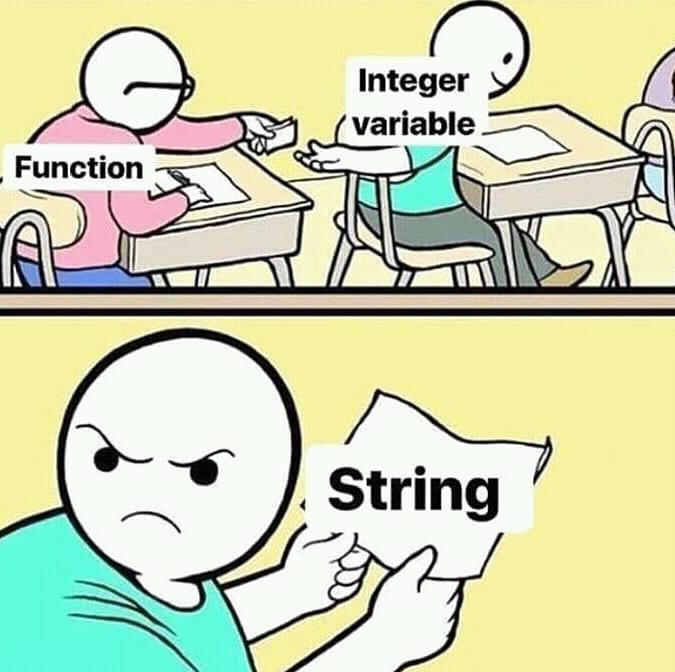 Integer
variable
Function
String